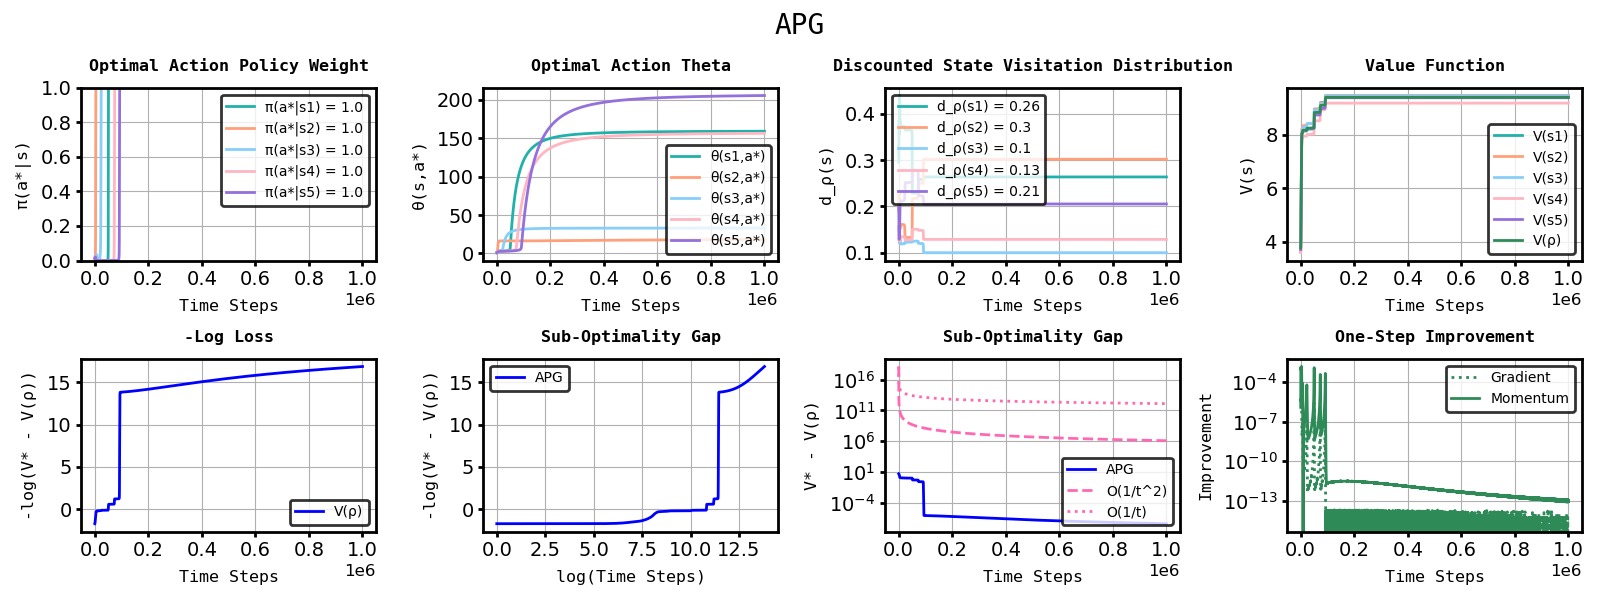 APG
Optimal Action Policy Weight
π(a*|s)
1.0
0.8
0.6
0.4
0.2
0.0
π(a*|s1) = 1.0
π(a*|s2) = 1.0
π(a*|s3) = 1.0
π(a*|s4) = 1.0
π(a*|s5) = 1.0
0.0 0.2 0.4 0.6 0.8 1.0
1e6
Time Steps
Optimal Action Theta
θ(s,a*)
200
150
100
50
0
θ(s1,a*)
θ(s2,a*)
θ(s3,a*)
θ(s4,a*)
θ(s5,a*)
0.0 0.2 0.4 0.6 0.8 1.0
1e6
Time Steps
Discounted State Visitation Distribution
d_ρ(s)
0.4
0.3
0.2
0.1
d_ρ(s1) = 0.26
d_ρ(s2) = 0.3
d_ρ(s3) = 0.1
d_ρ(s4) = 0.13
d_ρ(s5) = 0.21
0.0 0.2 0.4 0.6 0.8 1.0
1e6
Time Steps
Value Function
V(s)
8
6
4
V(s1)
V(s2)
V(s3)
V(s4)
V(s5)
V(ρ)
0.0 0.2 0.4 0.6 0.8 1.0
1e6
Time Steps
-Log Loss
-log(V* - V(ρ))
15
10
5
0
V(ρ)
0.0 0.2 0.4 0.6 0.8 1.0
1e6
Time Steps
Sub-Optimality Gap
-log(V* - V(ρ))
15
10
5
0
APG
0.0 2.5 5.0 7.5 10.0 12.5
log(Time Steps)
Sub-Optimality Gap
V* - V(ρ)
10^16
10^11
10^6
10^1
10^−4
APG
O(1/t^2)
O(1/t)
0.0 0.2 0.4 0.6 0.8 1.0
1e6
Time Steps
One-Step Improvement
Improvement
10^−4
10^−7
10^−10
10^−13
Gradient
Momentum
0.0 0.2 0.4 0.6 0.8 1.0
1e6
Time Steps